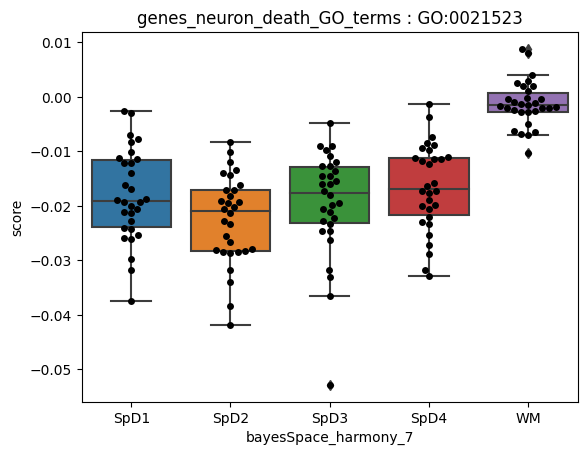 genes_neuron_death_GO_terms : GO:0021523
0.01
0.00
−0.01
−0.02
−0.03
−0.04
−0.05
score
SpD1 SpD2 SpD3 SpD4 WM
bayesSpace_harmony_7